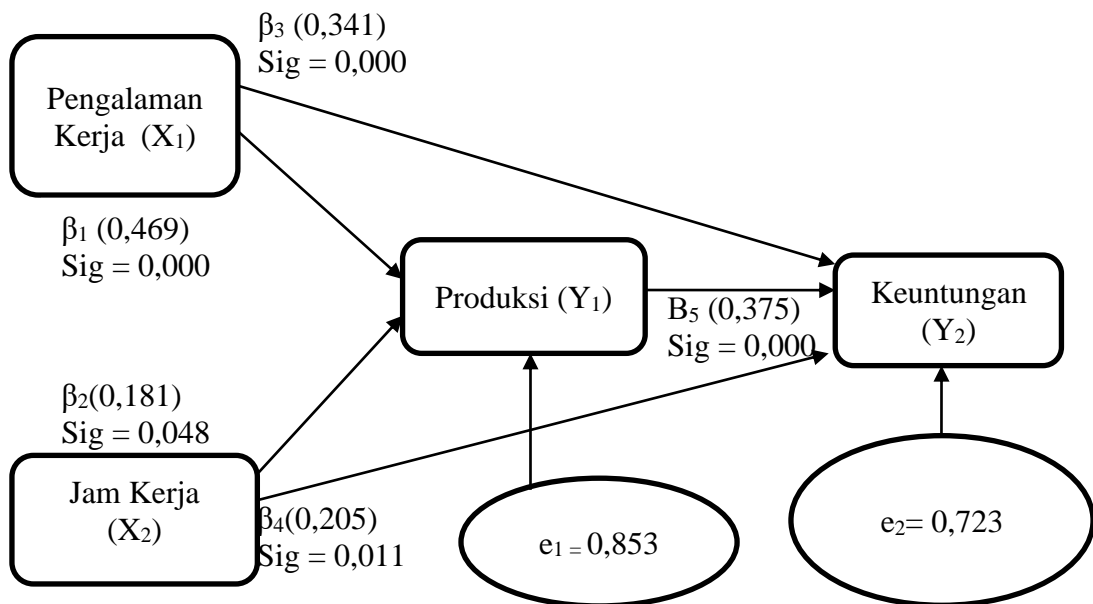 β₃ (0,341)
Sig = 0,000
Pengalaman
Kerja (X₁)
β₁ (0,469)
Sig = 0,000
Produksi (Y₁)
B₅ (0,375)
Sig = 0,000
Keuntungan
(Y₂)
β₂(0,181)
Sig = 0,048
Jam Kerja
(X₂)
β₄(0,205)
Sig = 0,011
e₁ = 0,853
e₂= 0,723